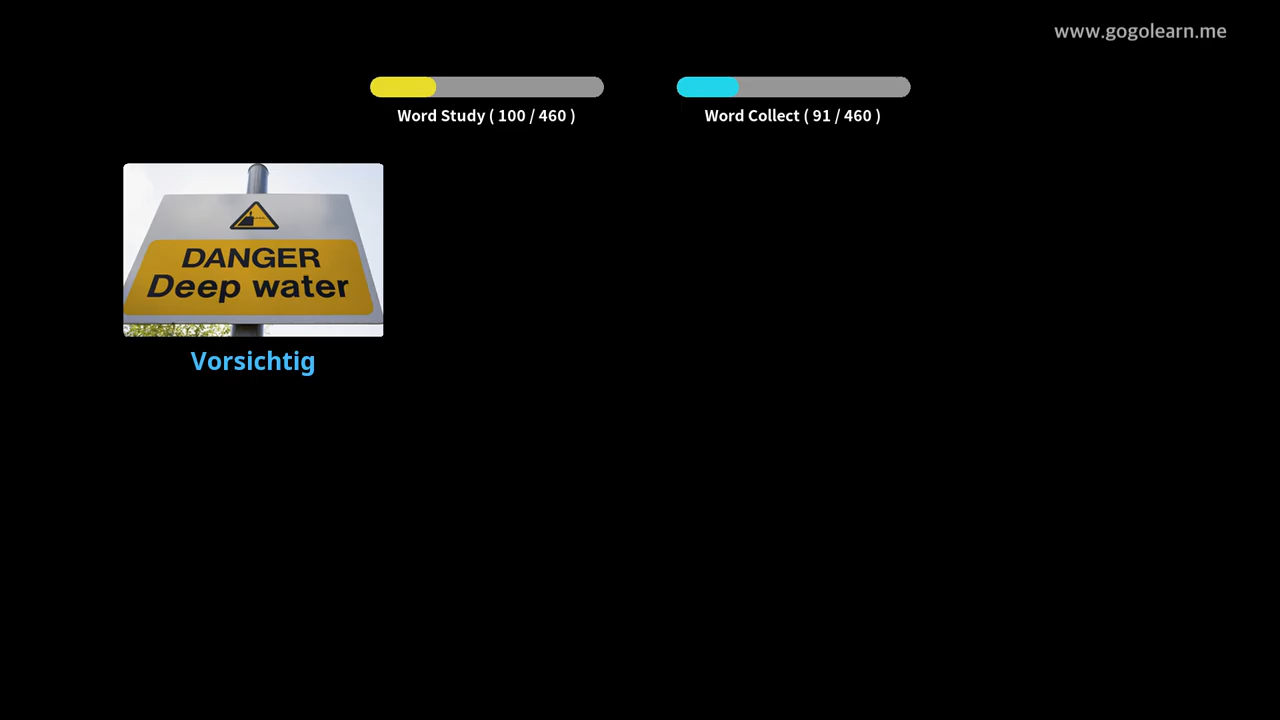 www.gogolearn.me
Word Study ( 100 / 460 )
Word Collect ( 91 / 460 )
DANGER
Deep water
Vorsichtig